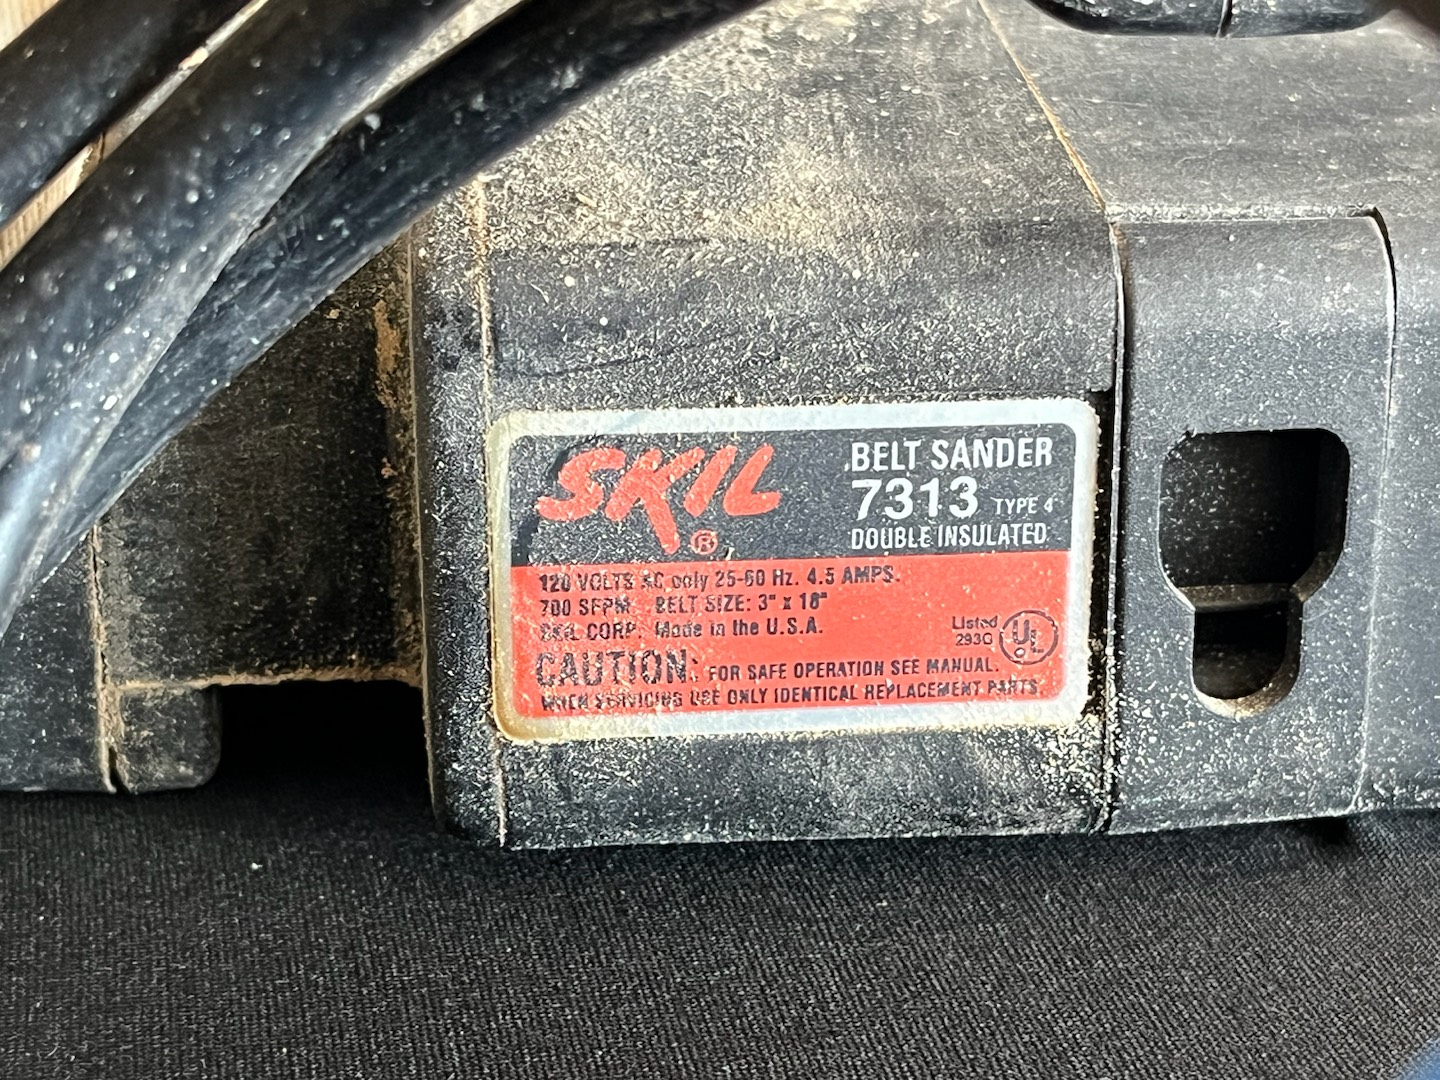 SKIL
®
BELT SANDER
7313 TYPE 4
DOUBLE INSULATED
120 VOLTS AC only 25-60 Hz. 4.5 AMPS.
700 SFPM BELT SIZE: 3" x 18"
SKIL CORP. Made in the U.S.A.
Listed
293G
UL
CAUTION: FOR SAFE OPERATION SEE MANUAL.
WHEN SERVICING USE ONLY IDENTICAL REPLACEMENT PARTS.